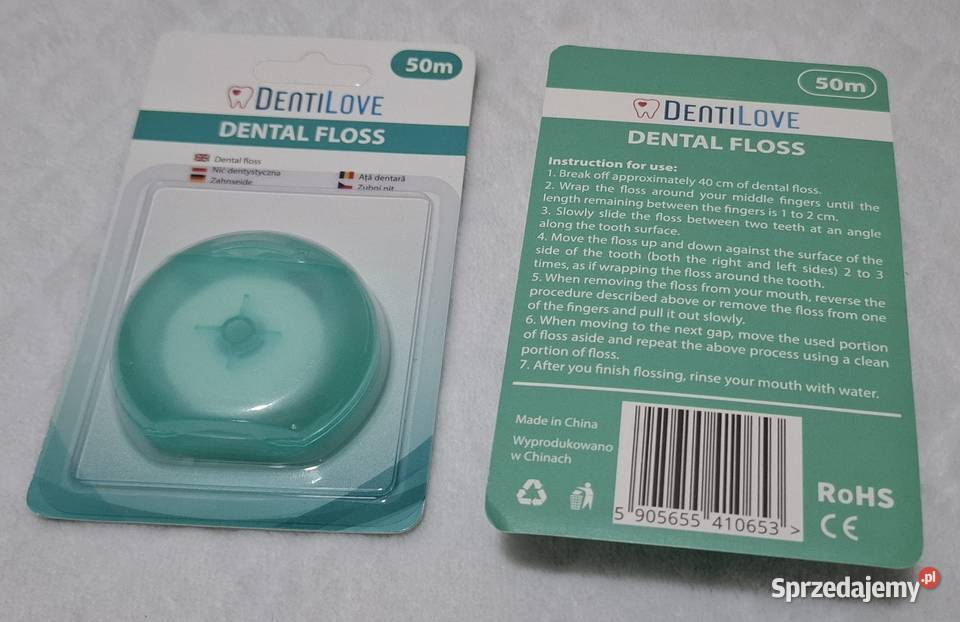 50m
DENTILOVE
DENTAL FLOSS
Dental floss
Nić dentystyczna
Zahnseide
Ață dentară
Zubní nit
50m
DENTILOVE
DENTAL FLOSS
Instruction for use:
1. Break off approximately 40 cm of dental floss.
2. Wrap the floss around your middle fingers until the
length remaining between the fingers is 1 to 2 cm.
3. Slowly slide the floss between two teeth at an angle
along the tooth surface.
4. Move the floss up and down against the surface of the
side of the tooth (both the right and left sides) 2 to 3
times, as if wrapping the floss around the tooth.
5. When removing the floss from your mouth, reverse the
procedure described above or remove the floss from one
of the fingers and pull it out slowly.
6. When moving to the next gap, move the used portion
of floss aside and repeat the above process using a clean
portion of floss.
7. After you finish flossing, rinse your mouth with water.
Made in China
Wyprodukowano
w Chinach
5 905655 410653 >
RoHS
CE
Sprzedajemy.pl